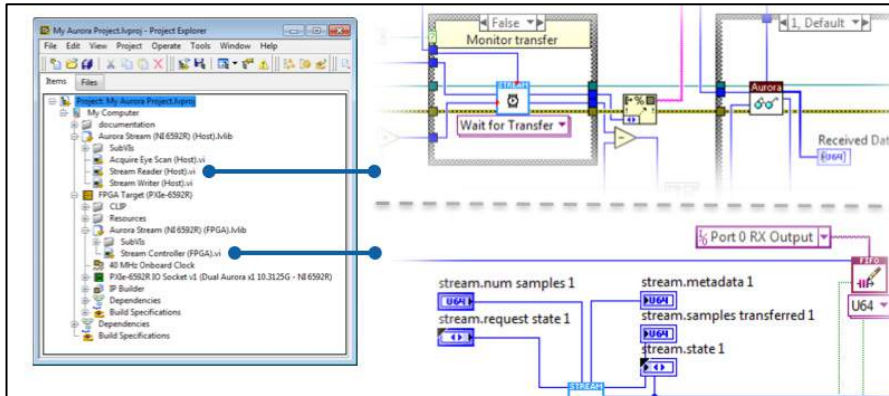 My Aurora Project.lvproj - Project Explorer
File Edit View Project Operate Tools Window Help
Items Files
Project: My Aurora Project.lvproj
My Computer
documentation
Aurora Stream (NI 6592R) (Host).lvlib
SubVIs
Acquire Eye Scan (Host).vi
Stream Reader (Host).vi
Stream Writer (Host).vi
FPGA Target (PXIe-6592R)
CLIP
Resources
Aurora Stream (NI 6592R) (FPGA).lvlib
SubVIs
Stream Controller (FPGA).vi
40 MHz Onboard Clock
PXIe-6592R IO Socket v1 (Dual Aurora x1 10.3125G - NI 6592R)
IP Builder
Dependencies
Build Specifications
Dependencies
Build Specifications
False
Monitor transfer
STREAM
Wait for Transfer
1, Default
Aurora
Received Dat
U64
Port 0 RX Output
FIFO
U64
stream.num samples 1
U64
stream.request state 1
stream.metadata 1
U64
stream.samples transferred 1
U64
stream.state 1
STREAM